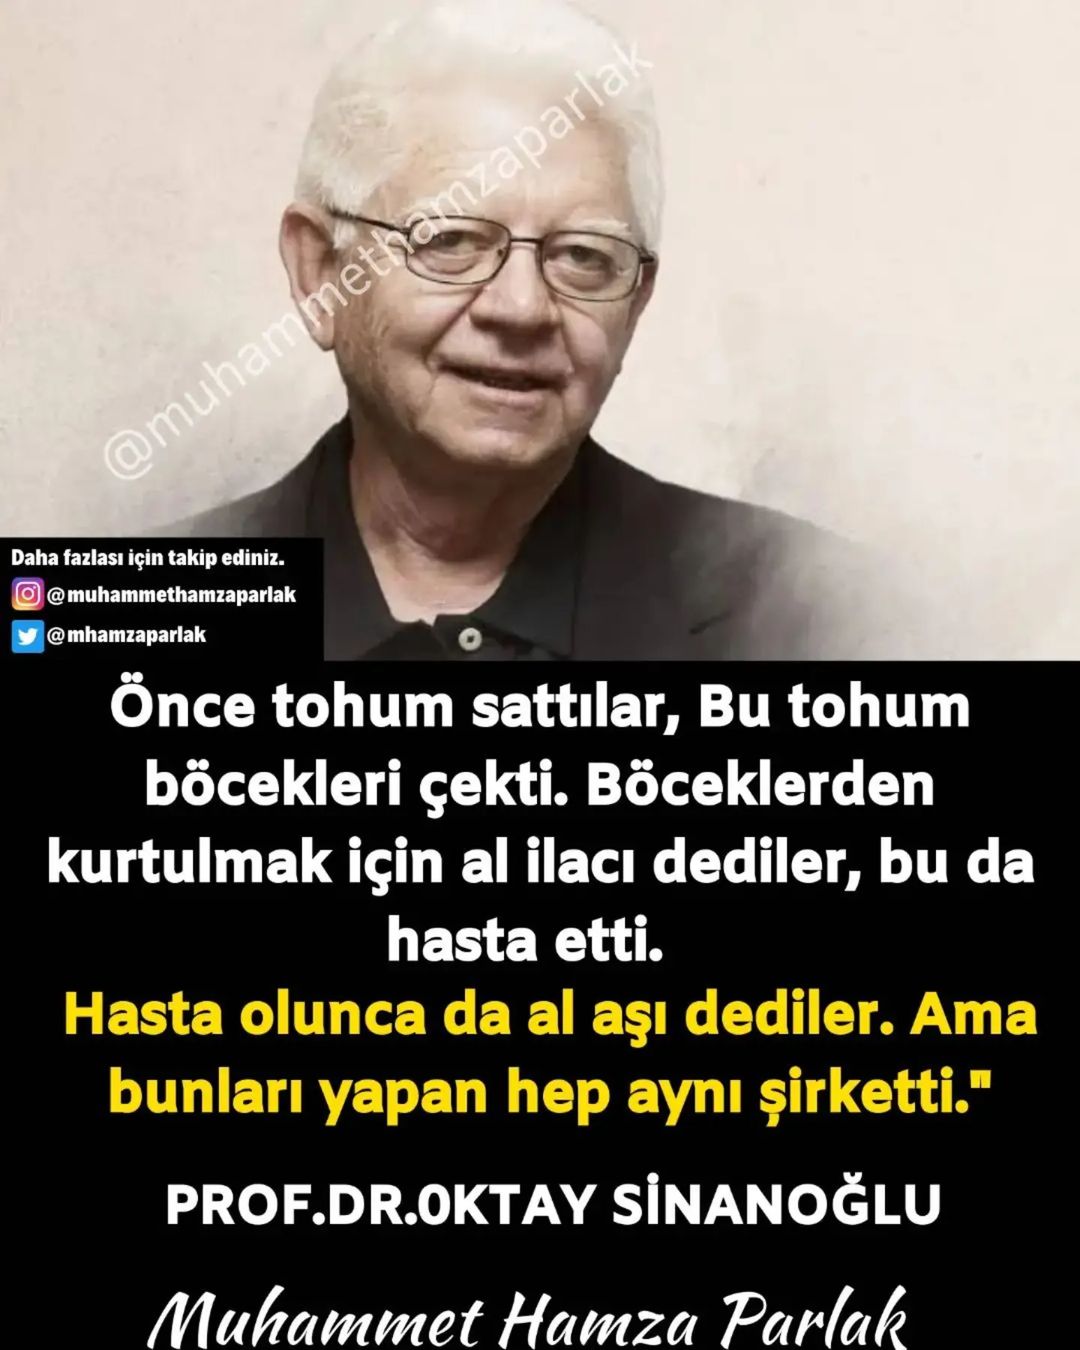 @muhammethamzaparlak
Daha fazlası için takip ediniz.
@muhammethamzaparlak
@mhamzaparlak
Önce tohum sattılar, Bu tohum
böcekleri çekti. Böceklerden
kurtulmak için al ilacı dediler, bu da
hasta etti.
Hasta olunca da al aşı dediler. Ama
bunları yapan hep aynı şirketti."
PROF.DR.0KTAY SİNANOĞLU
Muhammet Hamza Parlak